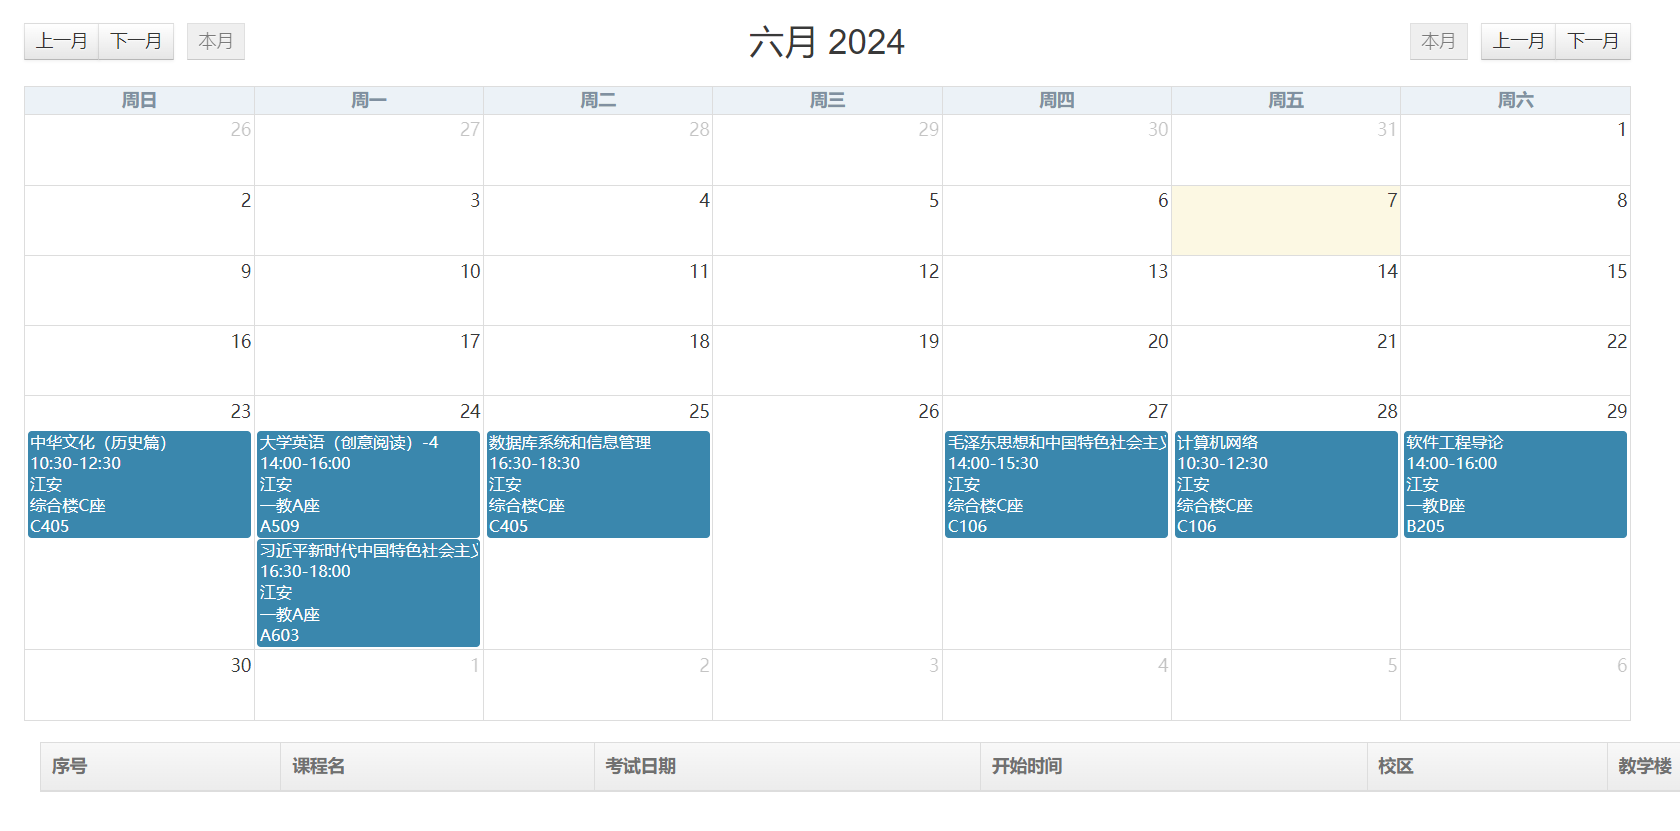 上一月 下一月 本月 六月 2024 本月 上一月 下一月
周日 周一 周二 周三 周四 周五 周六
26 27 28 29 30 31 1
2 3 4 5 6 7 8
9 10 11 12 13 14 15
16 17 18 19 20 21 22
23 24 25 26 27 28 29
中华文化（历史篇）
10:30-12:30
江安
综合楼C座
C405
大学英语（创意阅读）-4
14:00-16:00
江安
一教A座
A509
习近平新时代中国特色社会主义
16:30-18:00
江安
一教A座
A603
数据库系统和信息管理
16:30-18:30
江安
综合楼C座
C405
毛泽东思想和中国特色社会主义
14:00-15:30
江安
综合楼C座
C106
计算机网络
10:30-12:30
江安
综合楼C座
C106
软件工程导论
14:00-16:00
江安
一教B座
B205
30 1 2 3 4 5 6
序号 课程名 考试日期 开始时间 校区 教学楼